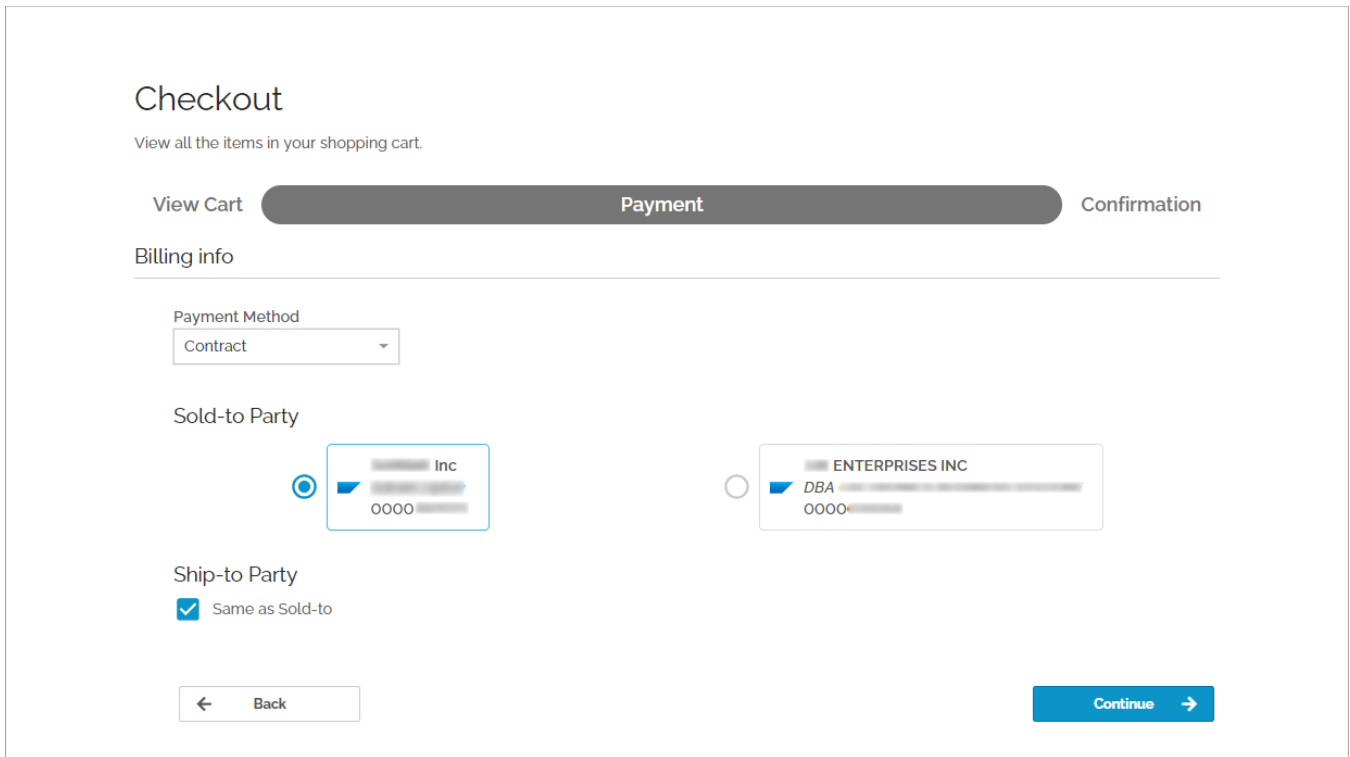 Checkout
View all the items in your shopping cart.
View Cart
Payment
Confirmation
Billing info
Payment Method
Contract
Sold-to Party
Inc
0000
ENTERPRISES INC
DBA
0000
Ship-to Party
Same as Sold-to
Back
Continue